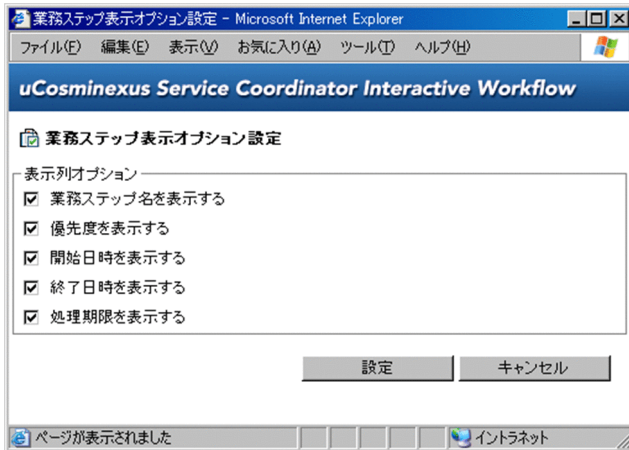 業務ステップ表示オプション設定 - Microsoft Internet Explorer
ファイル(F) 編集(E) 表示(V) お気に入り(A) ツール(T) ヘルプ(H)
uCosminexus Service Coordinator Interactive Workflow
業務ステップ表示オプション設定
表示列オプション
業務ステップ名を表示する
優先度を表示する
開始日時を表示する
終了日時を表示する
処理期限を表示する
設定 キャンセル
ページが表示されました イントラネット